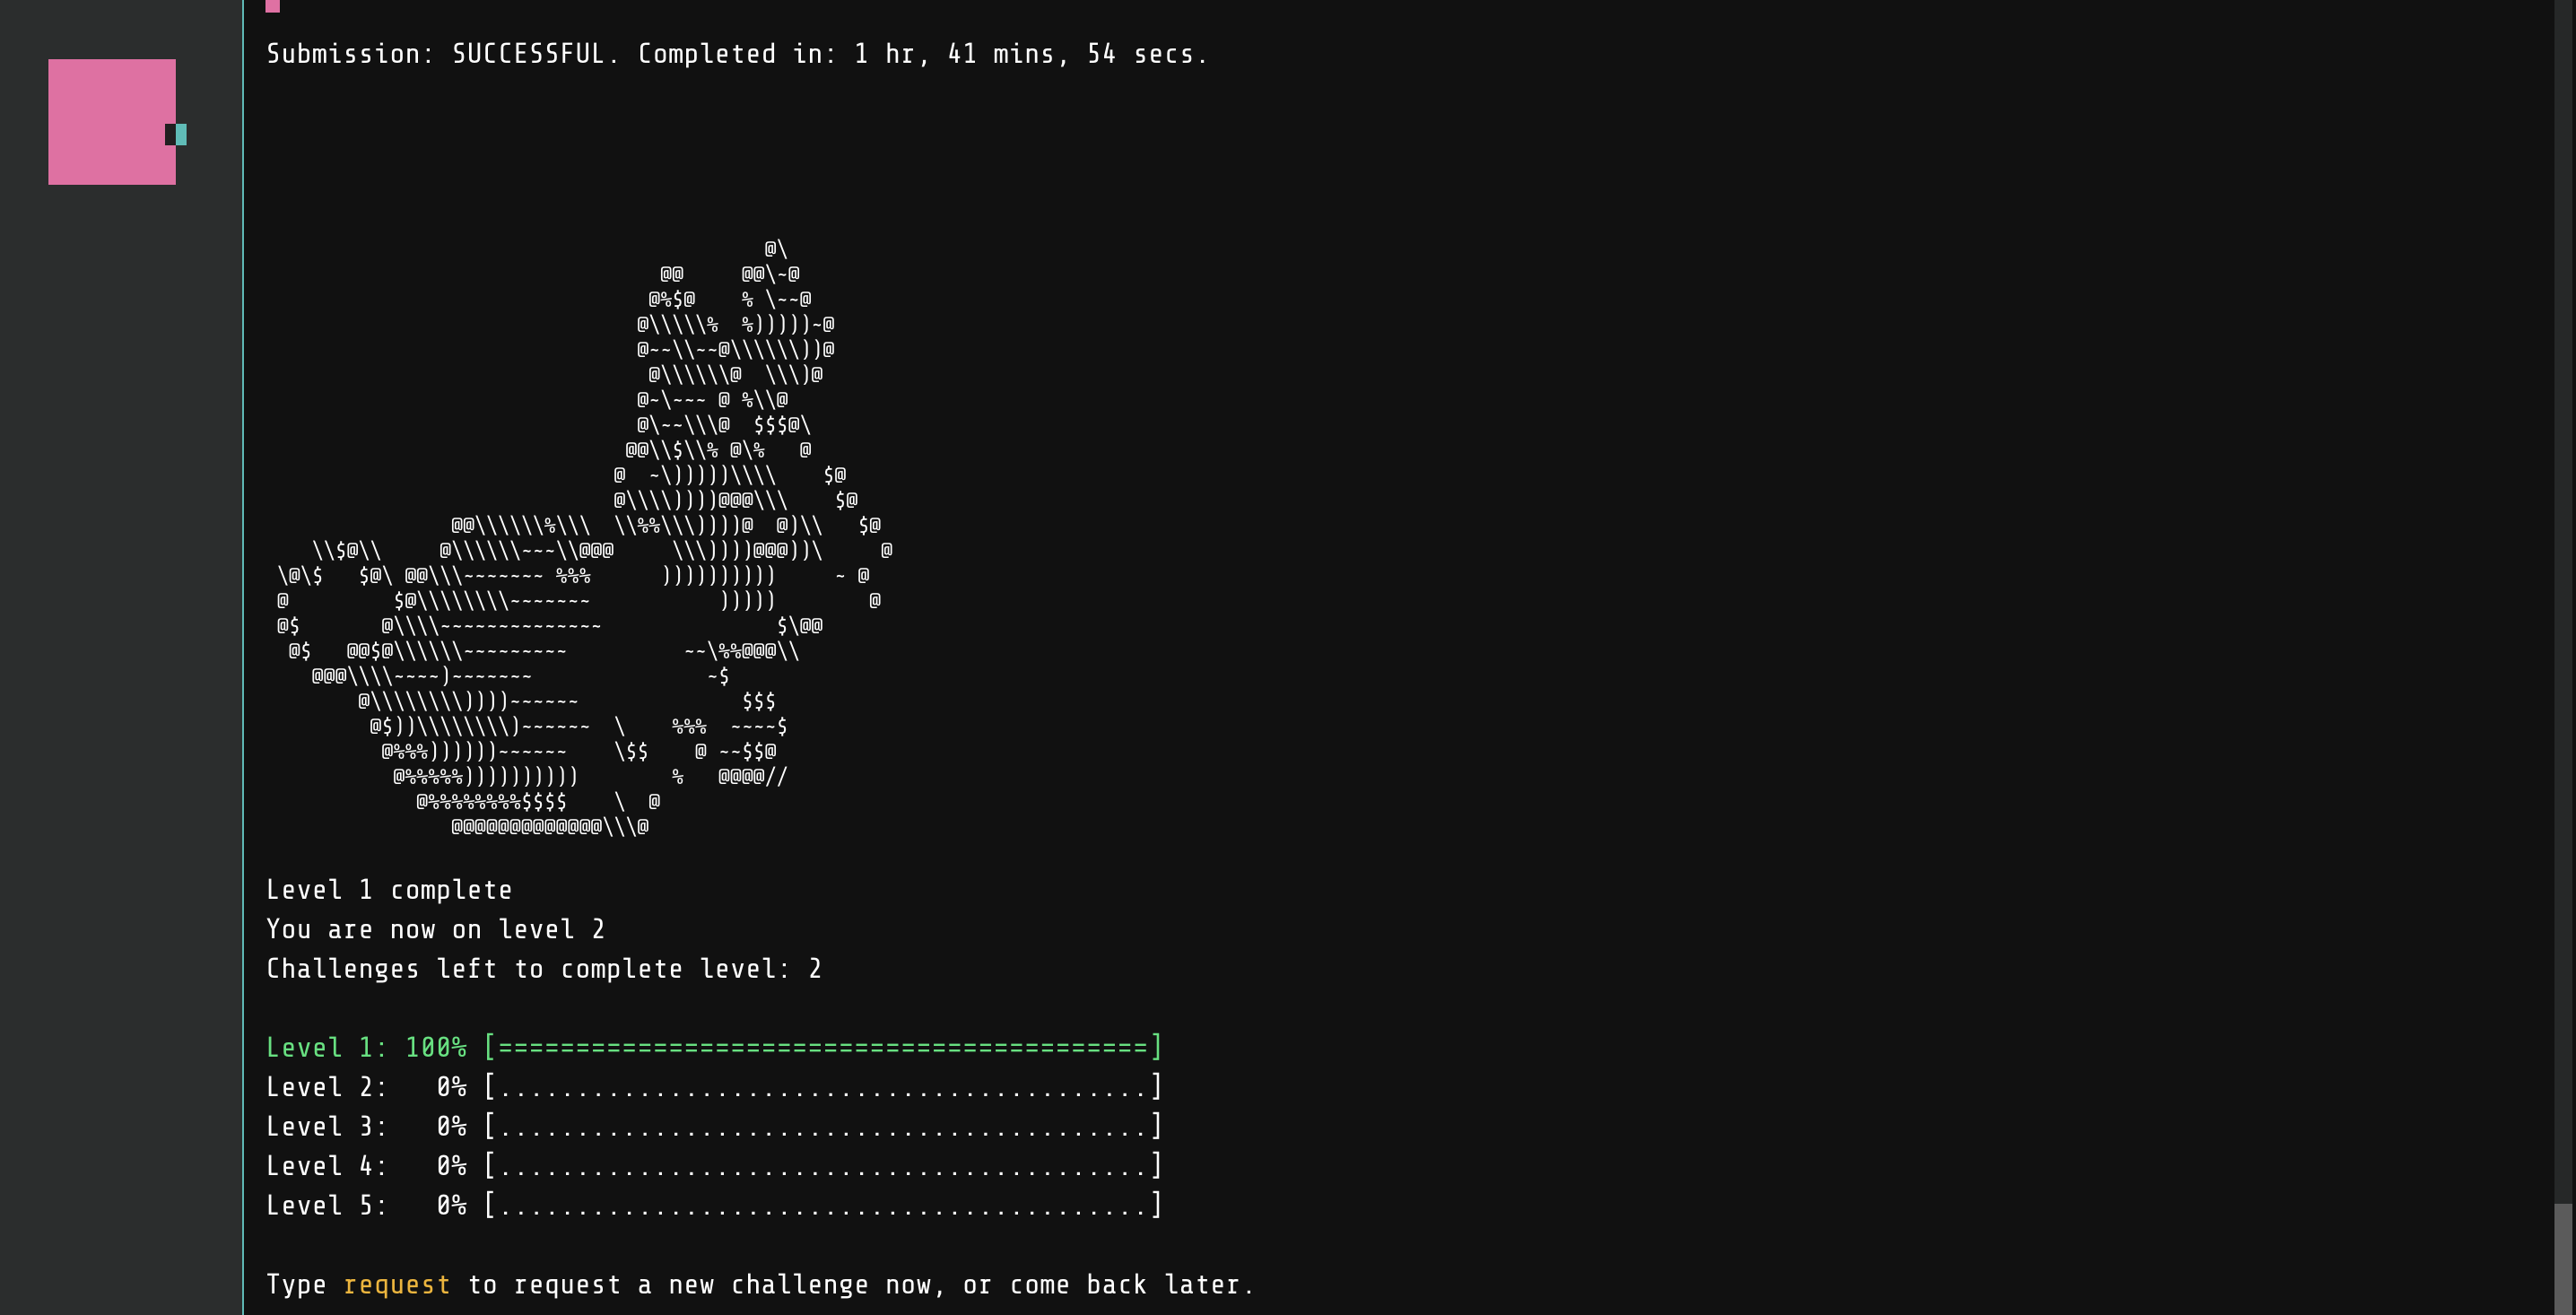 Submission: SUCCESSFUL. Completed in: 1 hr, 41 mins, 54 secs.
Level 1 complete
You are now on level 2
Challenges left to complete level: 2
Level 1: 100% [==========================================]
Level 2:   0% [..........................................]
Level 3:   0% [..........................................]
Level 4:   0% [..........................................]
Level 5:   0% [..........................................]
Type request to request a new challenge now, or come back later.